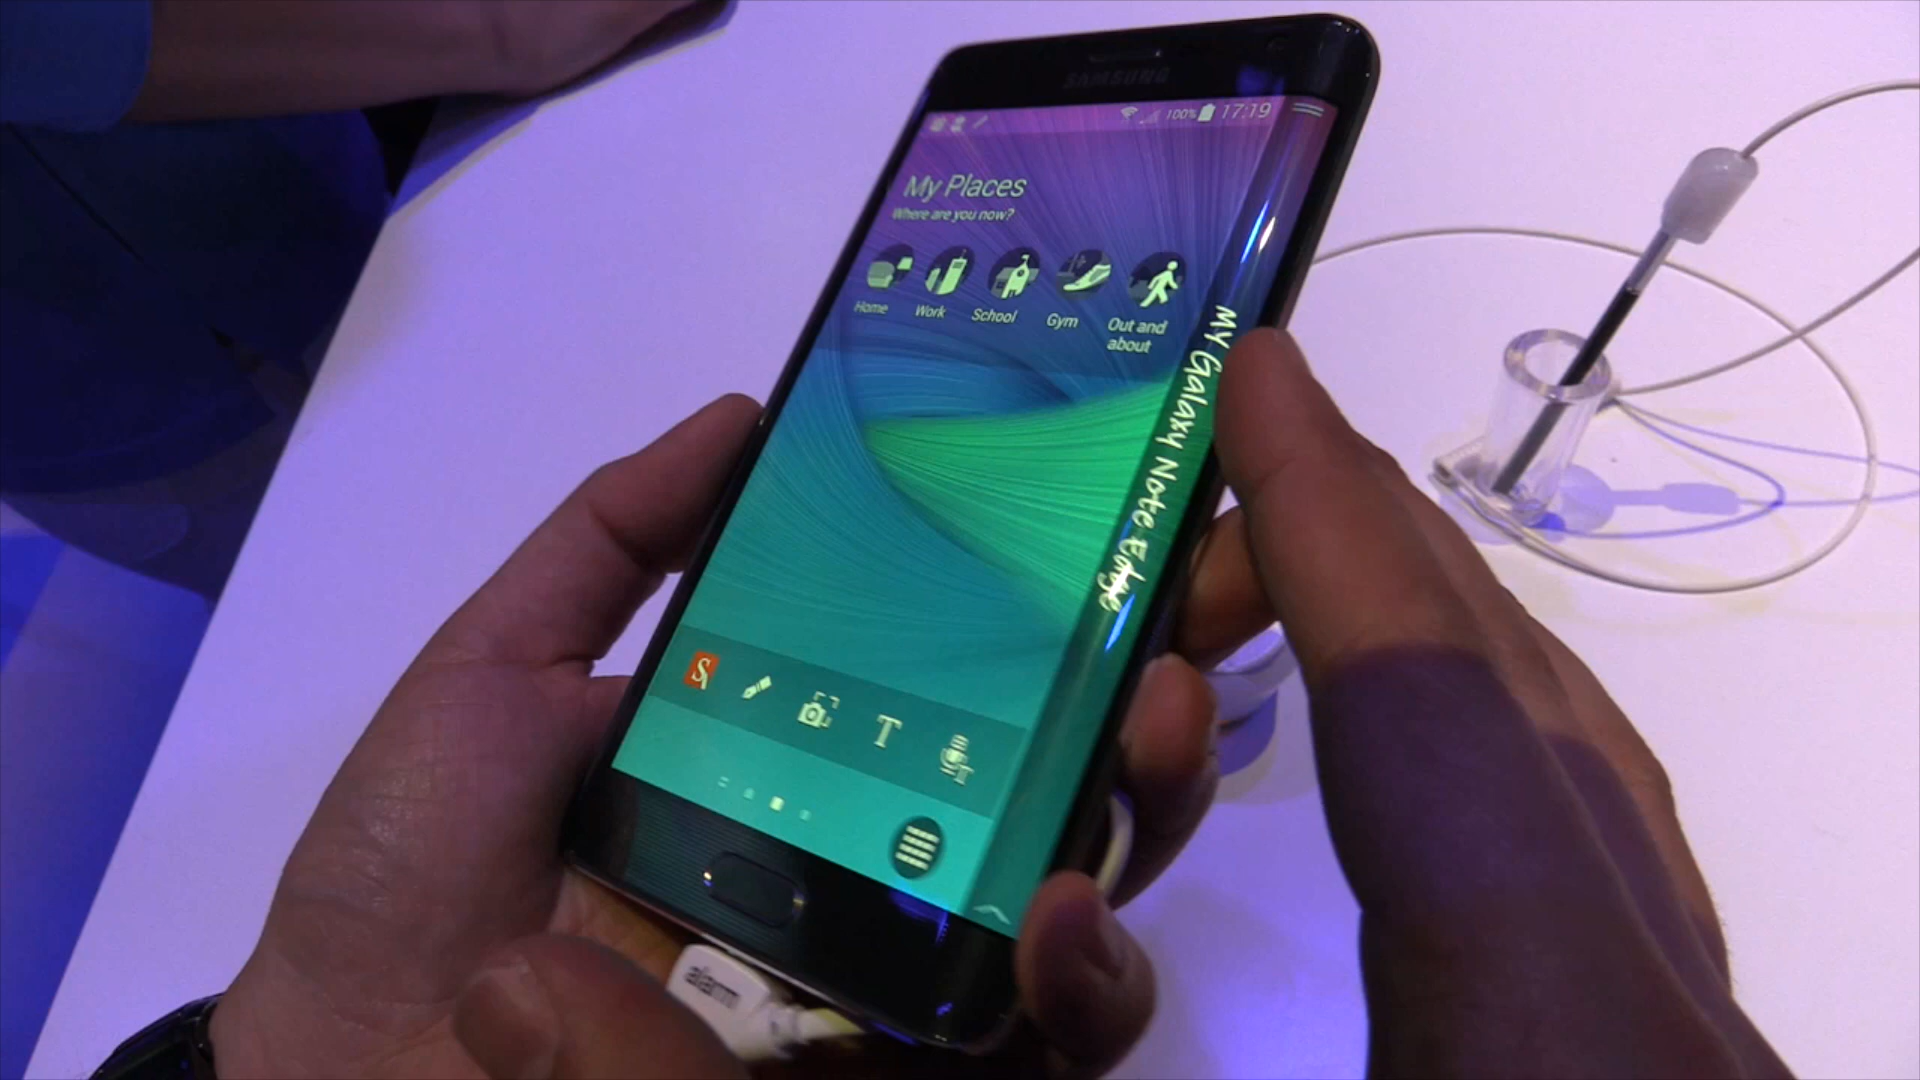 SAMSUNG
100% 17:19
My Places
Where are you now?
Home Work School Gym Out and about
MY Galaxy Note Edge
S
T
T
alarm